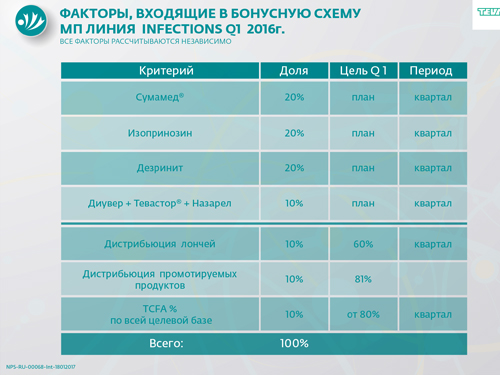 ФАКТОРЫ, ВХОДЯЩИЕ В БОНУСНУЮ СХЕМУ
МП ЛИНИЯ INFECTIONS Q1 2016г.
ВСЕ ФАКТОРЫ РАССЧИТЫВАЮТСЯ НЕЗАВИСИМО
Критерий Доля Цель Q 1 Период
Сумамед® 20% план квартал
Изопринозин 20% план квартал
Дезринит 20% план квартал
Диувер + Тевастор® + Назарел 10% план квартал
Дистрибьюция лончей 10% 60% квартал
Дистрибьюция промотируемых
продуктов 10% 81%
TCFA %
по всей целевой базе 10% от 80% квартал
Всего: 100%
NPS-RU-00068-Int-18012017